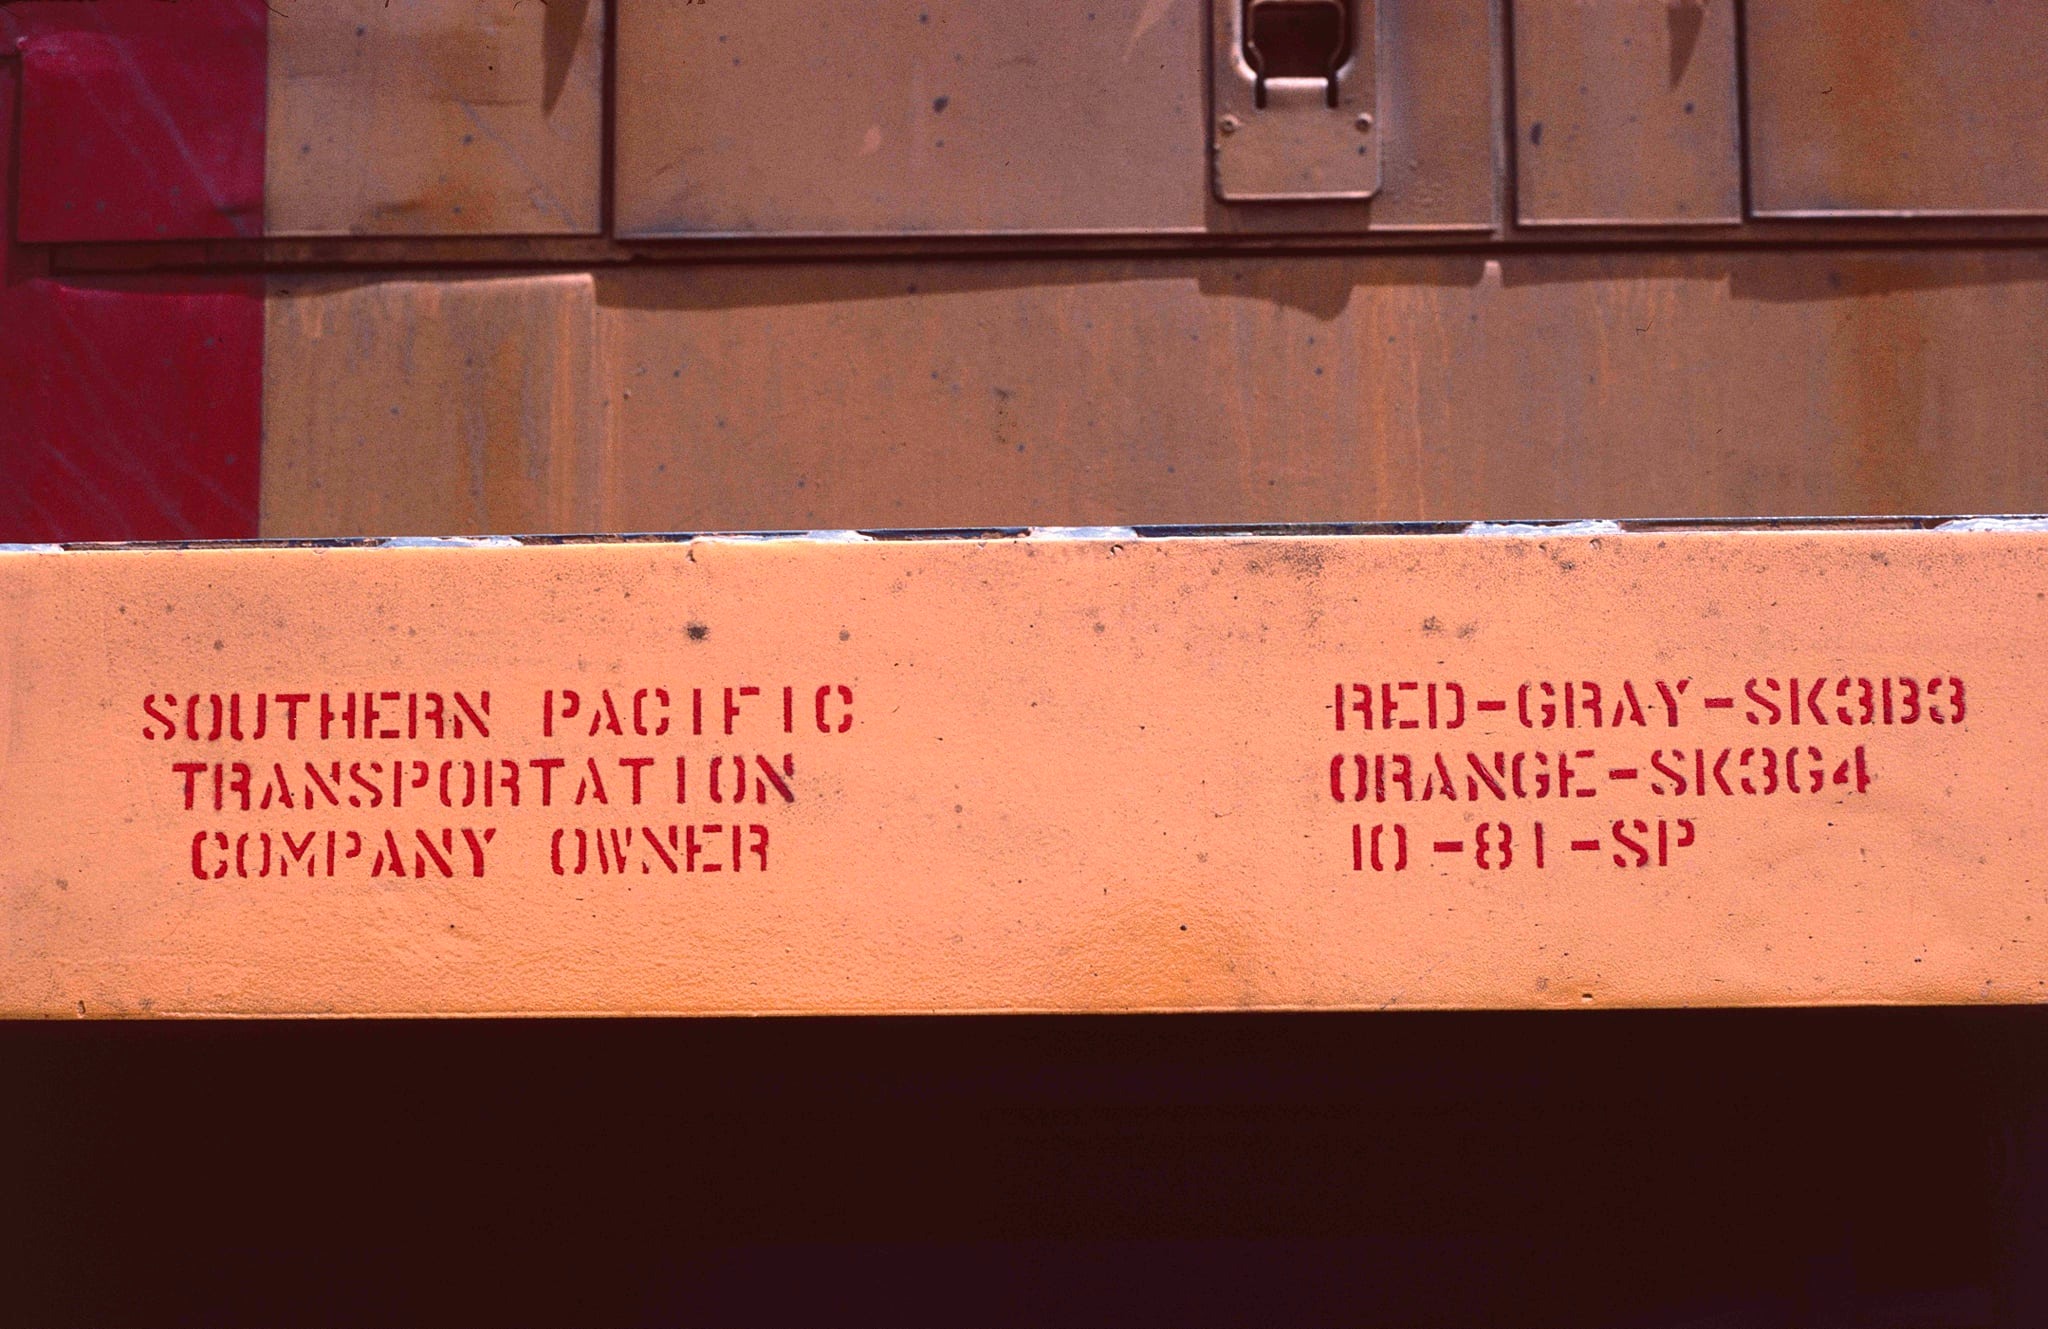 SOUTHERN PACIFIC
TRANSPORTATION
COMPANY OWNER
RED-GRAY-SK3B3
ORANGE-SK3G4
10-81-SP